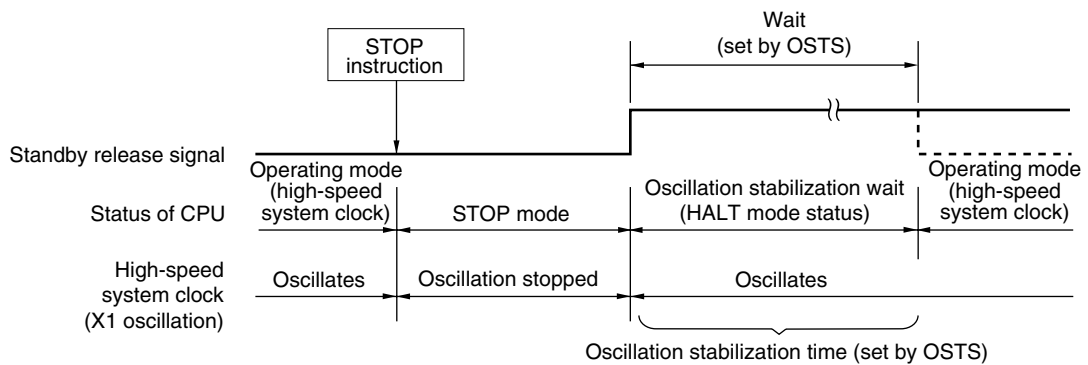 Wait
(set by OSTS)
STOP
instruction
Standby release signal
Operating mode
(high-speed
system clock)
Operating mode
(high-speed
system clock)
Status of CPU
STOP mode
Oscillation stabilization wait
(HALT mode status)
High-speed
system clock
(X1 oscillation)
Oscillates
Oscillation stopped
Oscillates
Oscillation stabilization time (set by OSTS)